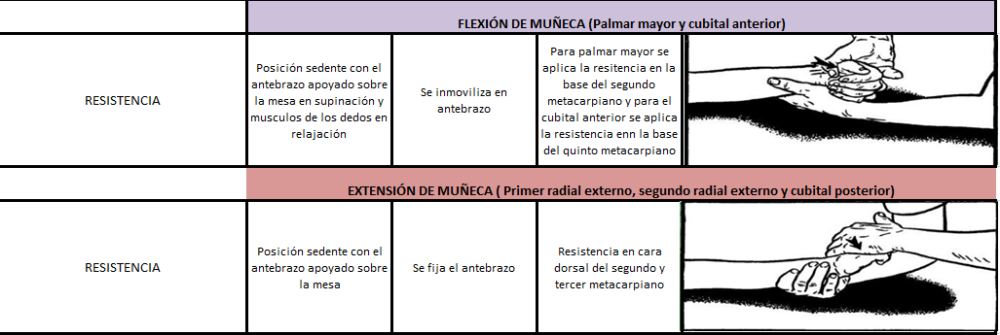 FLEXIÓN DE MUÑECA (Palmar mayor y cubital anterior)
RESISTENCIA
Posición sedente con el
antebrazo apoyado sobre
la mesa en supinación y
musculos de los dedos en
relajación
Se inmoviliza en
antebrazo
Para palmar mayor se
aplica la resitencia en la
base del segundo
metacarpiano y para el
cubital anterior se aplica
la resistencia enn la base
del quinto metacarpiano
EXTENSIÓN DE MUÑECA ( Primer radial externo, segundo radial externo y cubital posterior)
RESISTENCIA
Posición sedente con el
antebrazo apoyado sobre
la mesa
Se fija el antebrazo
Resistencia en cara
dorsal del segundo y
tercer metacarpiano